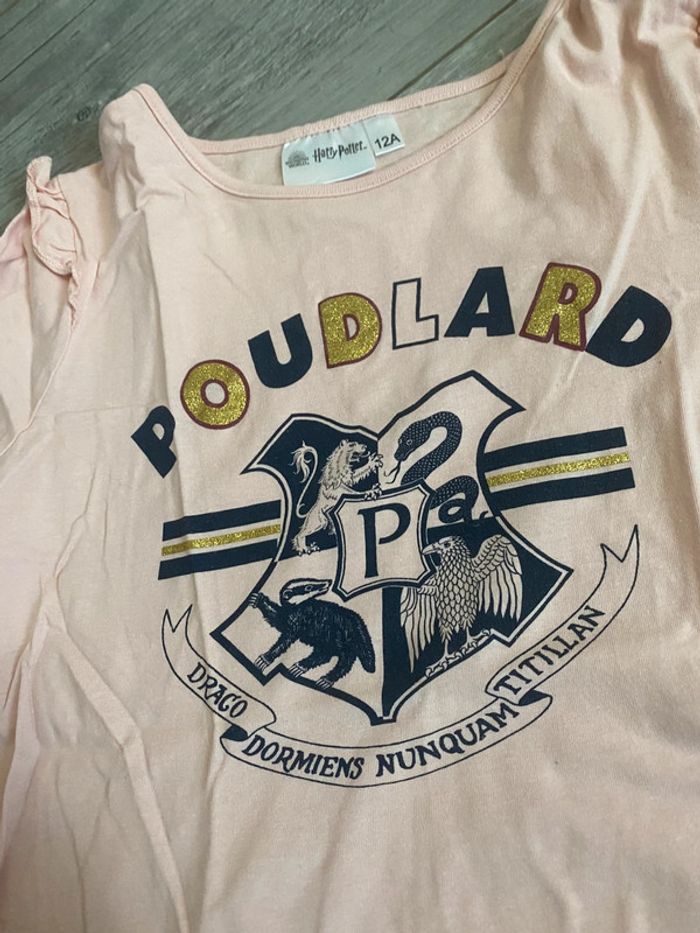 Harry Potter
12A
POUDLARD
P
DRACO DORMIENS NUNQUAM TITILLAN